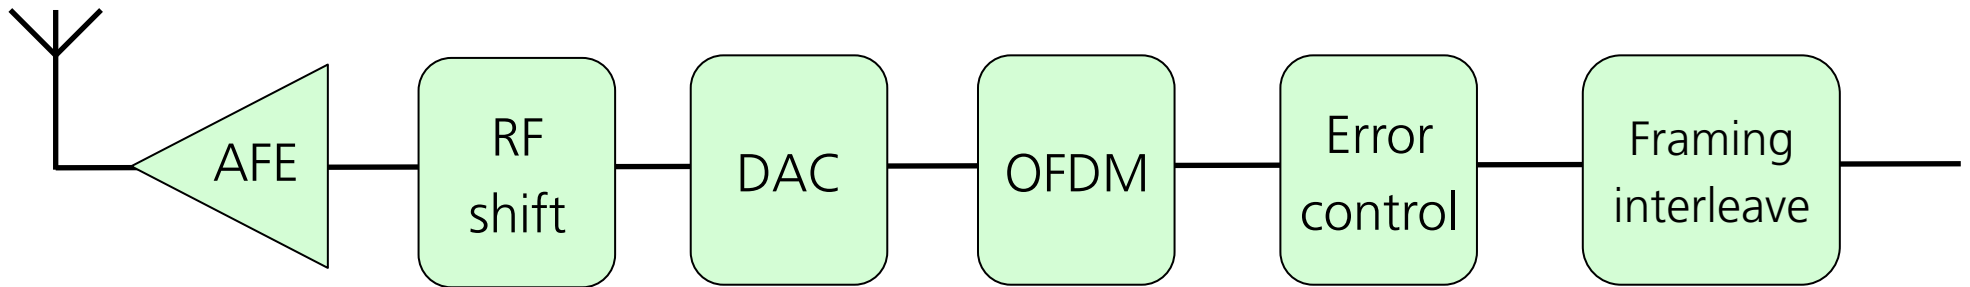 AFE
RF
shift
DAC
OFDM
Error
control
Framing
interleave